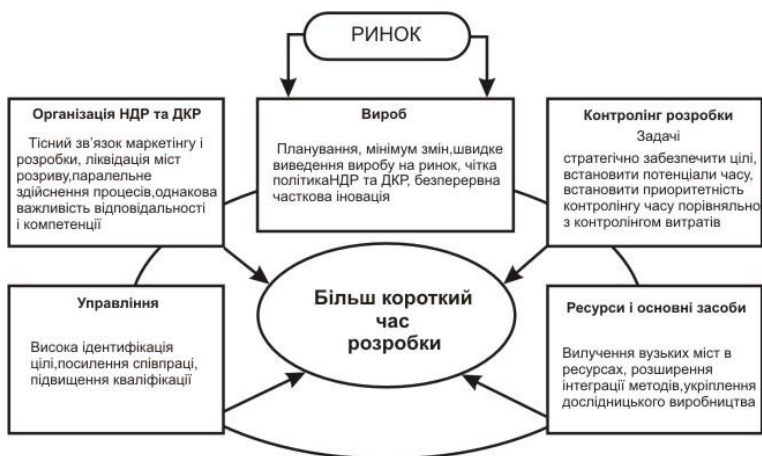 РИНОК
Організація НДР та ДКР
Тісний зв’язок маркетингу і
розробки, ліквідація міст
розриву,паралельне
здійснення процесів,однакова
важливість відповідальності
і компетенції
Вироб
Планування, мінімум змін,швидке
виведення виробу на ринок, чітка
політикаНДР та ДКР, безперервна
часткова іновація
Контролінг розробки
Задачі
стратегічно забезпечити цілі,
встановити потенціали часу,
встановити приоритетність
контролінгу часу порівняльно
з контролінгом витратів
Більш короткий
час
розробки
Управління
Висока ідентифікація
цілі,посилення співпраці,
підвищення кваліфікації
Ресурси і основні засоби
Вилучення вузьких міст в
ресурсах, розширення
інтеграції методів,укріплення
дослідницького виробництва